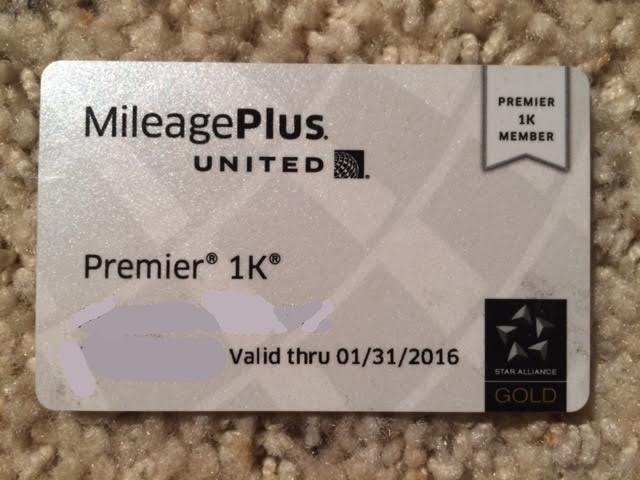 MileagePlus.
UNITED
PREMIER
1K
MEMBER
Premier® 1K®
Valid thru 01/31/2016
STAR ALLIANCE
GOLD